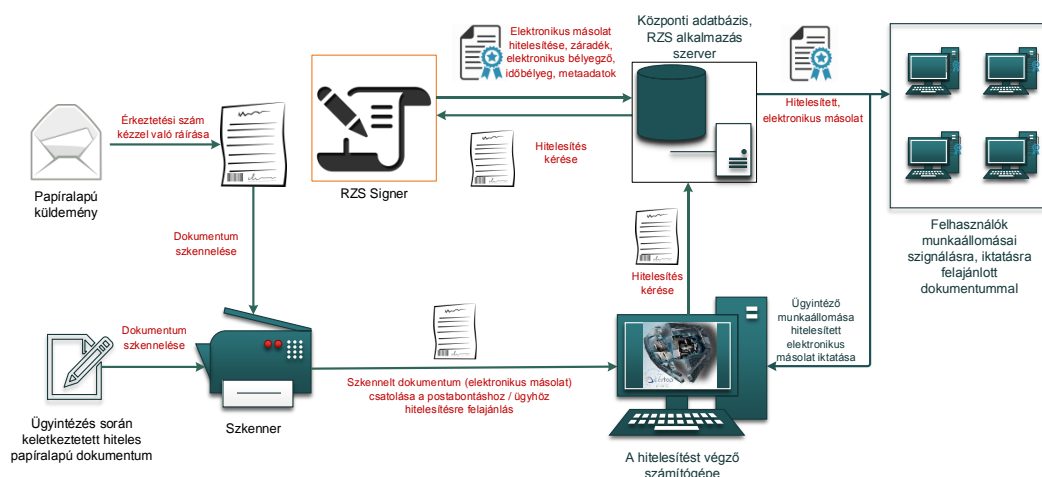 Elektronikus másolat
hitelesítése, záradék,
elektronikus bélyegző,
időbélyeg, metaadatok
Központi adatbázis,
RZS alkalmazás
szerver
Érkeztetési szám
kézzel való ráírása
Hitelesítés
kérése
Hitelesített,
elektronikus másolat
Papíralapú
küldemény
RZS Signer
Felhasználók
munkaállomásai
szignálásra, iktatásra
felajánlott
dokumentummal
Dokumentum
szkennelése
Hitelesítés
kérése
Ügyintéző
munkaállomása
hitelesített
elektronikus
másolat iktatása
Dokumentum
szkennelése
Szkennelt dokumentum (elektronikus másolat)
csatolása a postabontáshoz / ügyhöz
hitelesítésre felajánlás
Ügyintézés során
keletkeztetett hiteles
papíralapú dokumentum
Szkenner
A hitelesítést végző
számítógépe